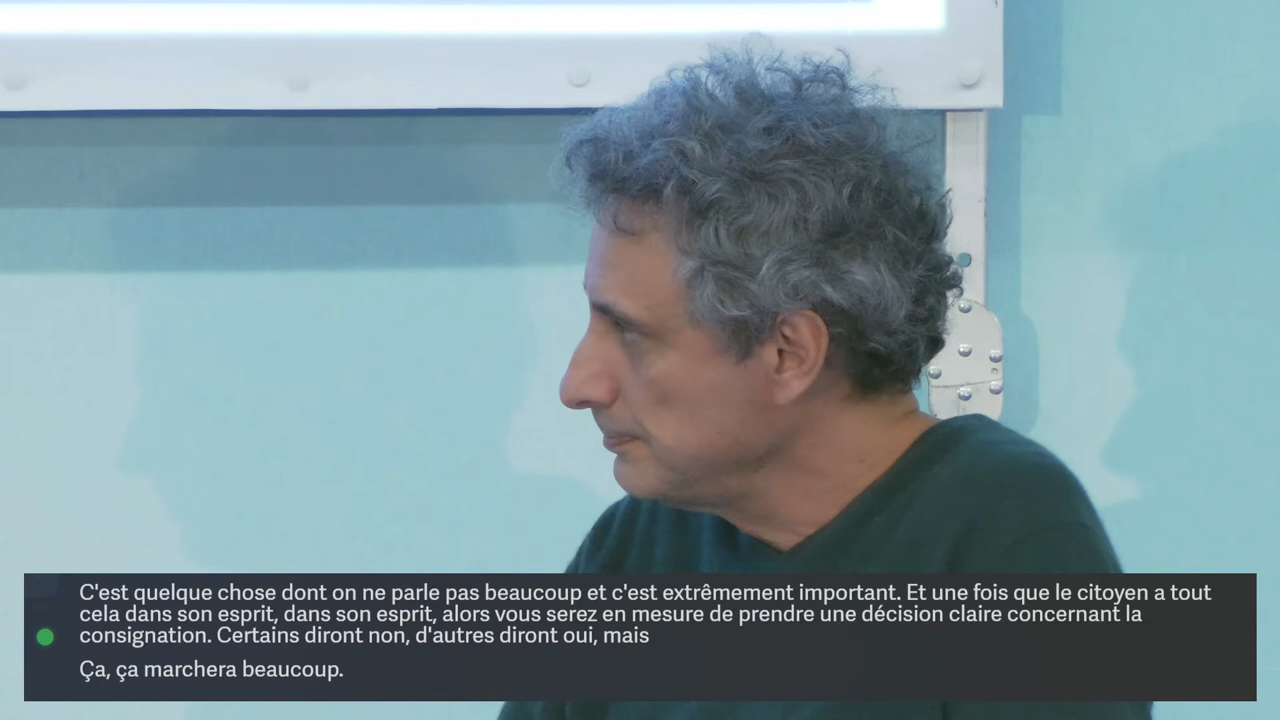 C'est quelque chose dont on ne parle pas beaucoup et c'est extrêmement important. Et une fois que le citoyen a tout
cela dans son esprit, dans son esprit, alors vous serez en mesure de prendre une décision claire concernant la
consignation. Certains diront non, d'autres diront oui, mais
Ça, ça marchera beaucoup.